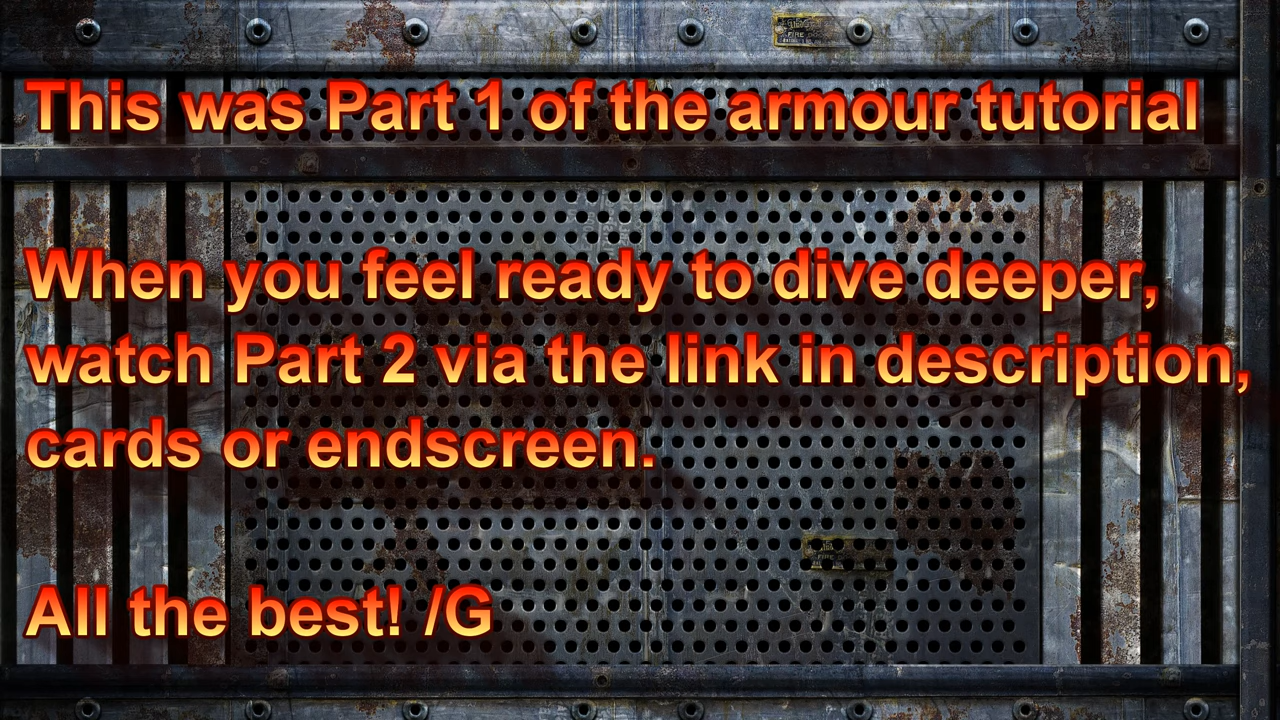 This was Part 1 of the armour tutorial
When you feel ready to dive deeper,
watch Part 2 via the link in description,
cards or endscreen.
All the best! /G